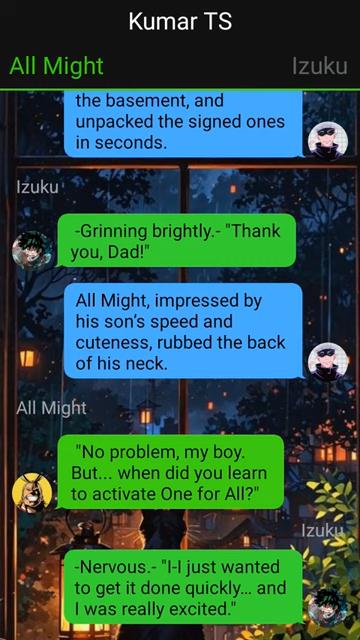 Kumar TS
All Might
Izuku
the basement, and
unpacked the signed ones
in seconds.
Izuku
-Grinning brightly.- "Thank
you, Dad!"
All Might, impressed by
his son's speed and
cuteness, rubbed the back
of his neck.
All Might
"No problem, my boy.
But... when did you learn
to activate One for All?"
Izuku
-Nervous.- "I-I just wanted
to get it done quickly... and
I was really excited."